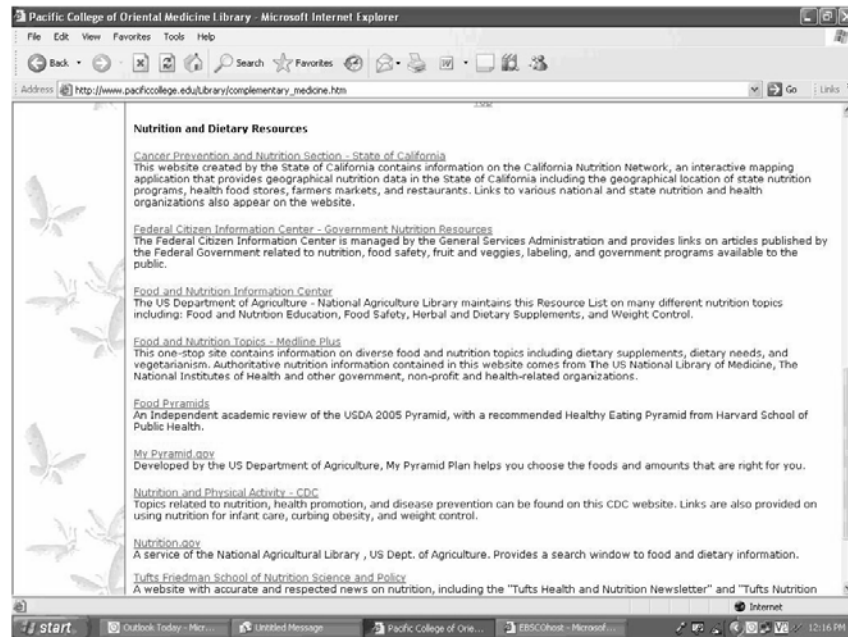 Pacific College of Oriental Medicine Library - Microsoft Internet Explorer
File Edit View Favorites Tools Help
Back Search Favorites
Address http://www.pacificcollege.edu/Library/complementary_medicine.htm Go Links
Top
Nutrition and Dietary Resources
Cancer Prevention and Nutrition Section - State of California
This website created by the State of California contains information on the California Nutrition Network, an interactive mapping
application that provides geographical nutrition data in the State of California including the geographical location of state nutrition
programs, health food stores, farmers markets, and restaurants. Links to various national and state nutrition and health
organizations also appear on the website.
Federal Citizen Information Center - Government Nutrition Resources
The Federal Citizen Information Center is managed by the General Services Administration and provides links on articles published by
the Federal Government related to nutrition, food safety, fruit and veggies, labeling, and government programs available to the
public.
Food and Nutrition Information Center
The US Department of Agriculture - National Agriculture Library maintains this Resource List on many different nutrition topics
including: Food and Nutrition Education, Food Safety, Herbal and Dietary Supplements, and Weight Control.
Food and Nutrition Topics - Medline Plus
This one-stop site contains information on diverse food and nutrition topics including dietary supplements, dietary needs, and
vegetarianism. Authoritative nutrition information contained in this website comes from The US National Library of Medicine, The
National Institutes of Health and other government, non-profit and health-related organizations.
Food Pyramids
An Independent academic review of the USDA 2005 Pyramid, with a recommended Healthy Eating Pyramid from Harvard School of
Public Health.
My Pyramid.gov
Developed by the US Department of Agriculture, My Pyramid Plan helps you choose the foods and amounts that are right for you.
Nutrition and Physical Activity - CDC
Topics related to nutrition, health promotion, and disease prevention can be found on this CDC website. Links are also provided on
using nutrition for infant care, curbing obesity, and weight control.
Nutrition.gov
A service of the National Agricultural Library , US Dept. of Agriculture. Provides a search window to food and dietary information.
Tufts Friedman School of Nutrition Science and Policy
A website with accurate and respected news on nutrition, including the "Tufts Health and Nutrition Newsletter" and "Tufts Nutrition
Internet
start Outlook Today - Micr... Untitled Message Pacific College of Orie... EBSCOhost - Microsof... 12:16 PM